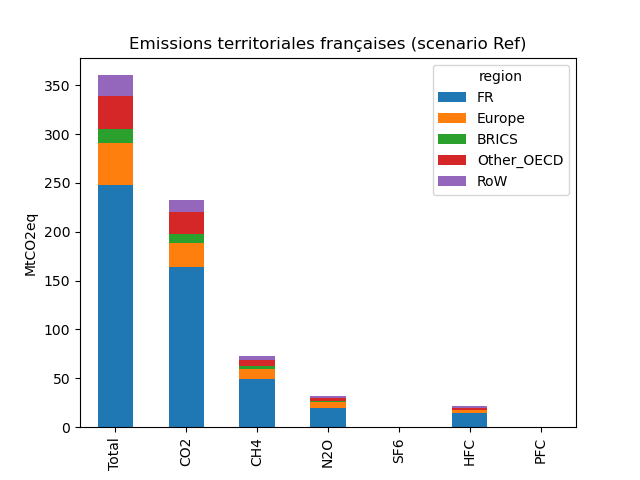 Emissions territoriales françaises (scenario Ref)
region
FR
Europe
BRICS
Other_OECD
RoW
MtCO2eq
350
300
250
200
150
100
50
0
Total
CO2
CH4
N2O
SF6
HFC
PFC